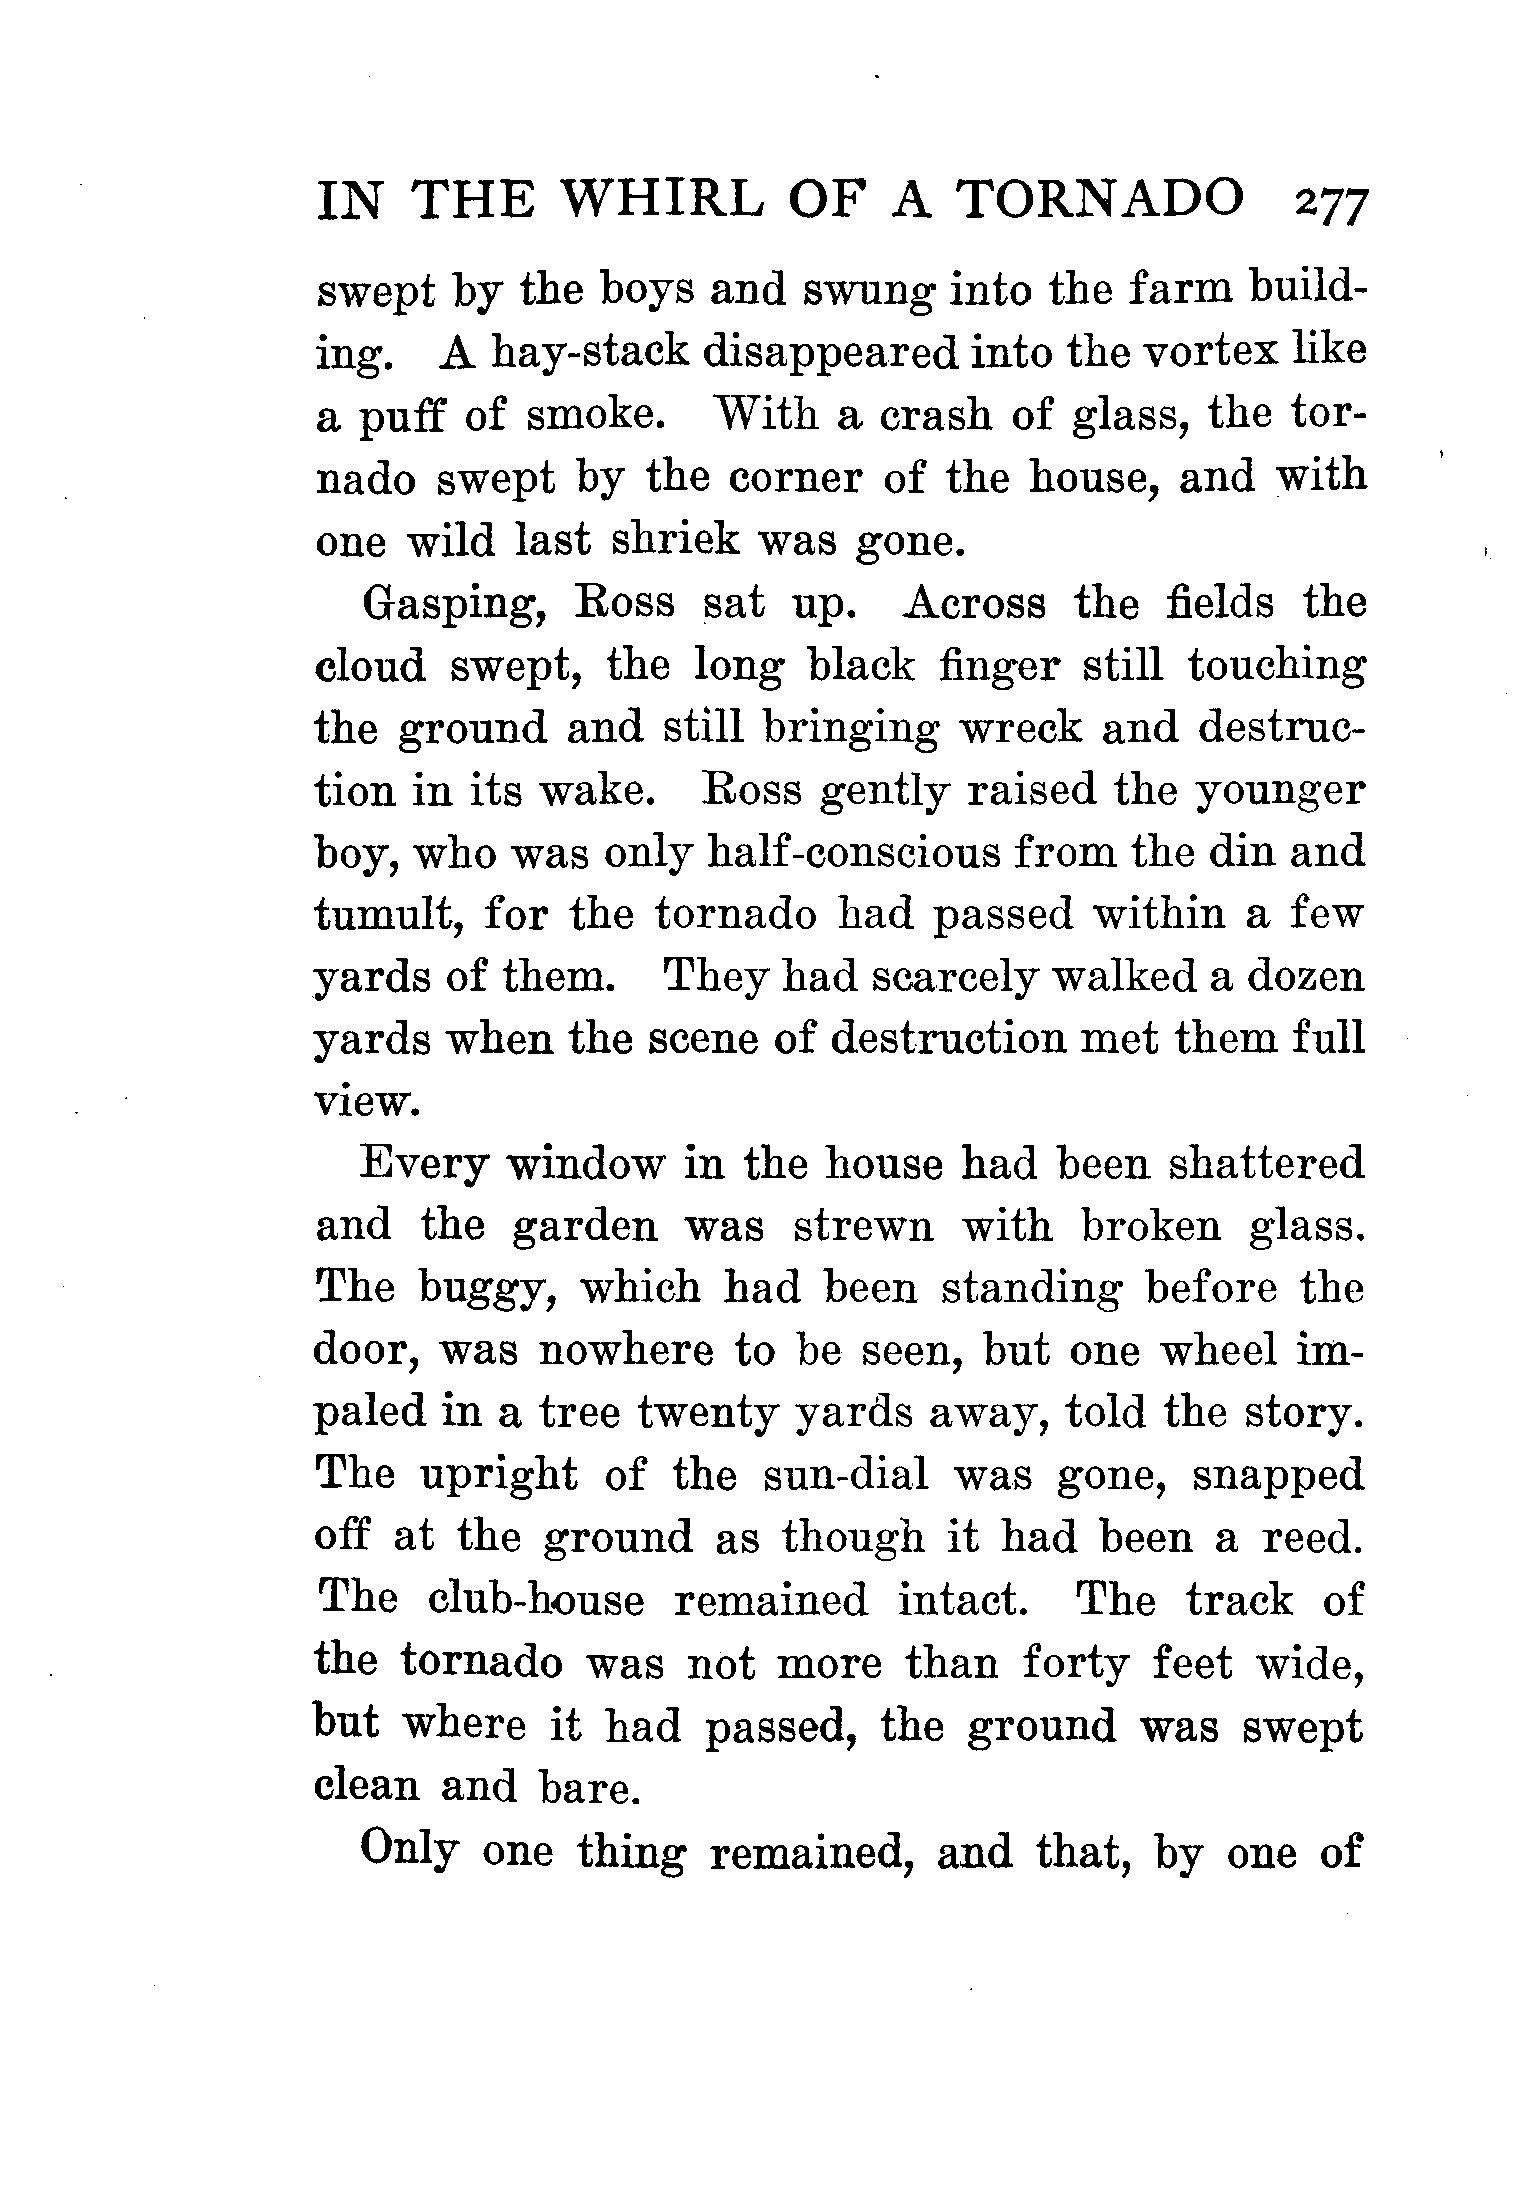 IN THE WHIRL OF A TORNADO 277
swept by the boys and swung into the farm build-
ing. A hay-stack disappeared into the vortex like
a puff of smoke. With a crash of glass, the tor-
nado swept by the corner of the house, and with
one wild last shriek was gone.
Gasping, Ross sat up. Across the fields the
cloud swept, the long black finger still touching
the ground and still bringing wreck and destruc-
tion in its wake. Ross gently raised the younger
boy, who was only half-conscious from the din and
tumult, for the tornado had passed within a few
yards of them. They had scarcely walked a dozen
yards when the scene of destruction met them full
view.
Every window in the house had been shattered
and the garden was strewn with broken glass.
The buggy, which had been standing before the
door, was nowhere to be seen, but one wheel im-
paled in a tree twenty yards away, told the story.
The upright of the sun-dial was gone, snapped
off at the ground as though it had been a reed.
The club-house remained intact. The track of
the tornado was not more than forty feet wide,
but where it had passed, the ground was swept
clean and bare.
Only one thing remained, and that, by one of